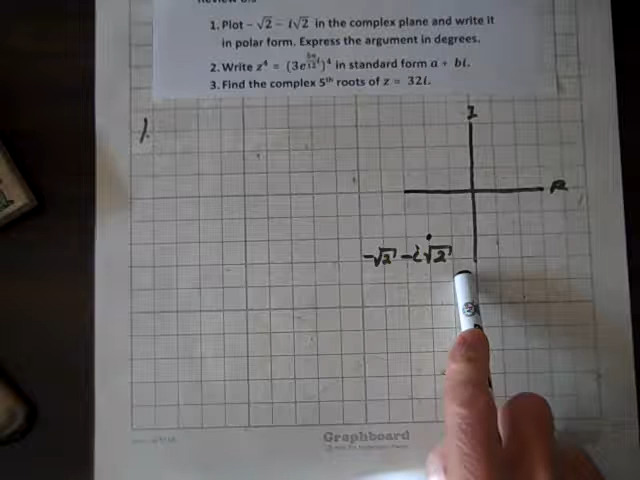 1. Plot − √2 − i√2 in the complex plane and write it
in polar form. Express the argument in degrees.
2. Write z⁴ = (3e^{5π/12 i})⁴ in standard form a + bi.
3. Find the complex 5th roots of z = 32i.
1.
I
R
−√2 − i√2
Graphboard